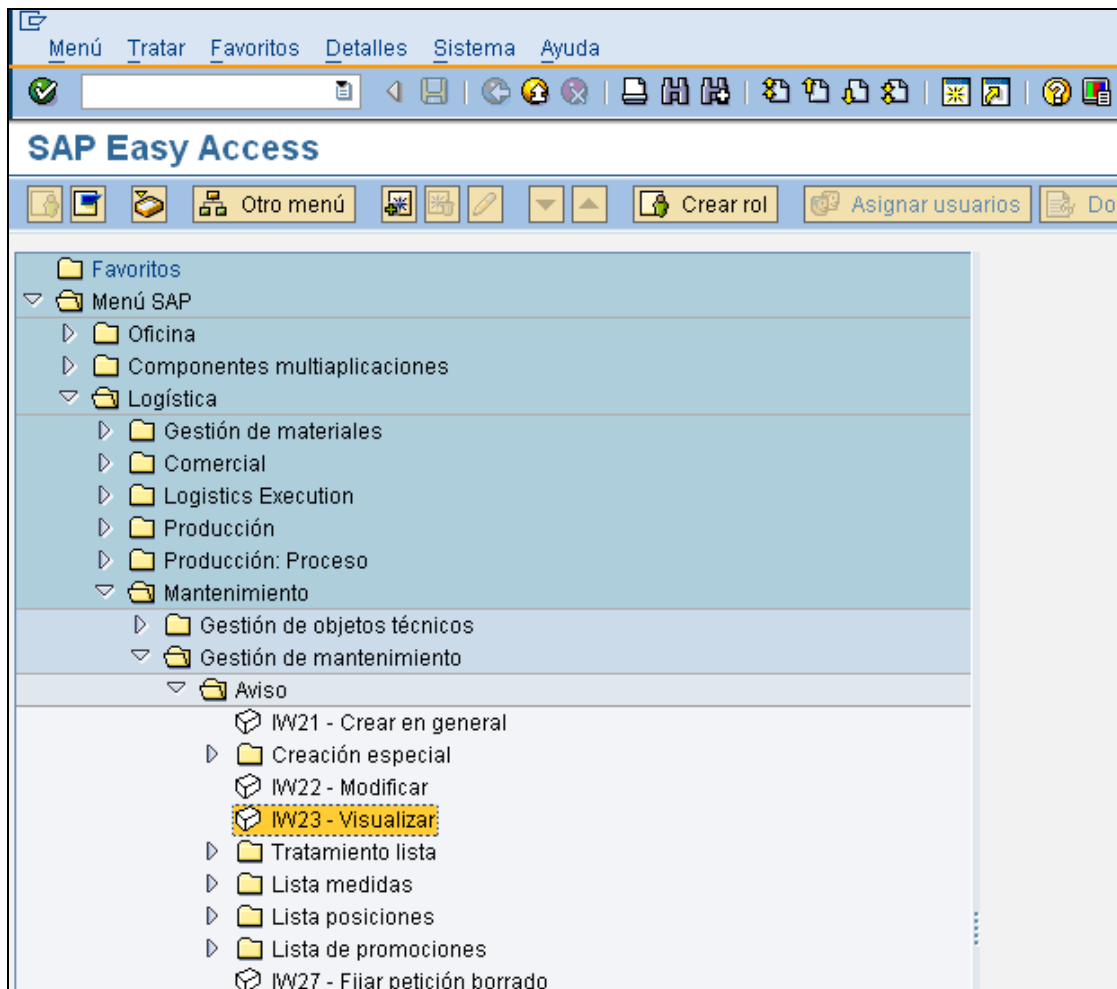 Menú Tratar Favoritos Detalles Sistema Ayuda
SAP Easy Access
Otro menú Crear rol Asignar usuarios Do
Favoritos
Menú SAP
Oficina
Componentes multiaplicaciones
Logística
Gestión de materiales
Comercial
Logistics Execution
Producción
Producción: Proceso
Mantenimiento
Gestión de objetos técnicos
Gestión de mantenimiento
Aviso
IW21 - Crear en general
Creación especial
IW22 - Modificar
IW23 - Visualizar
Tratamiento lista
Lista medidas
Lista posiciones
Lista de promociones
IW27 - Fijar petición borrado